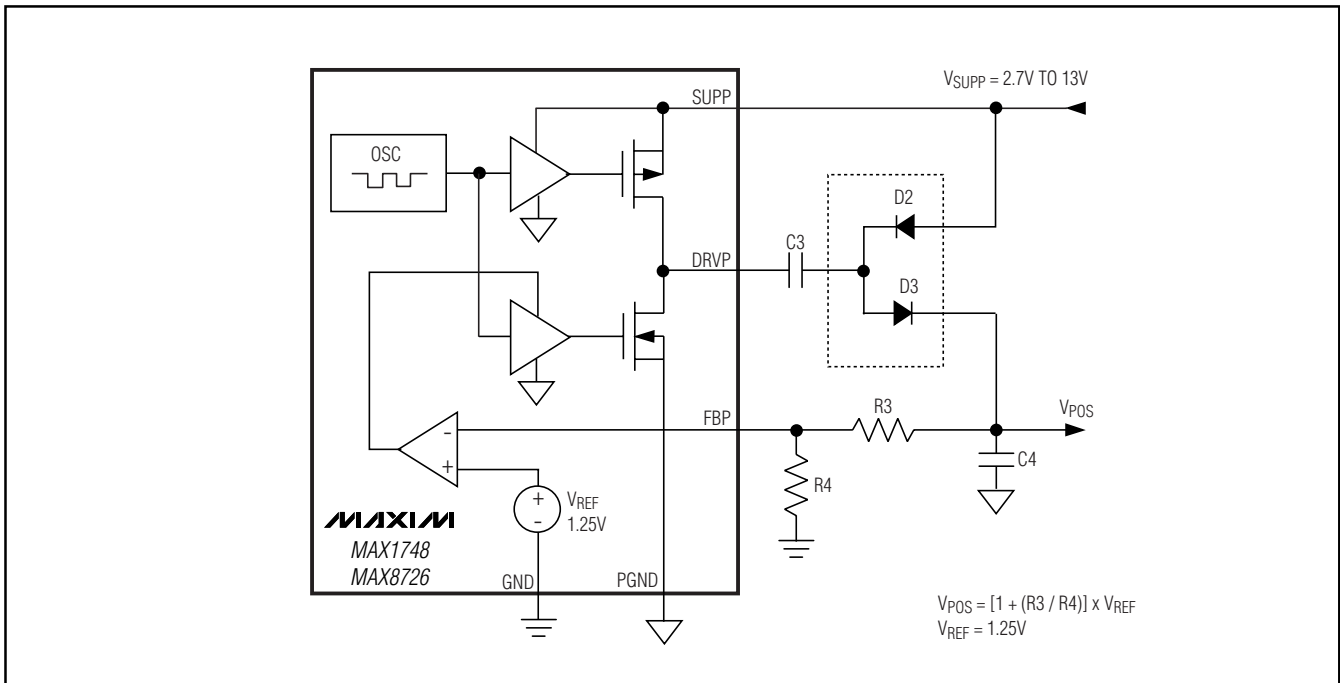 VSUPP = 2.7V TO 13V
SUPP
OSC
D2
C3
DRVP
D3
FBP
R3
VPOS
C4
R4
-
+
+
-
VREF
1.25V
MAXIM
MAX1748
MAX8726
GND
PGND
VPOS = [1 + (R3 / R4)] x VREF
VREF = 1.25V